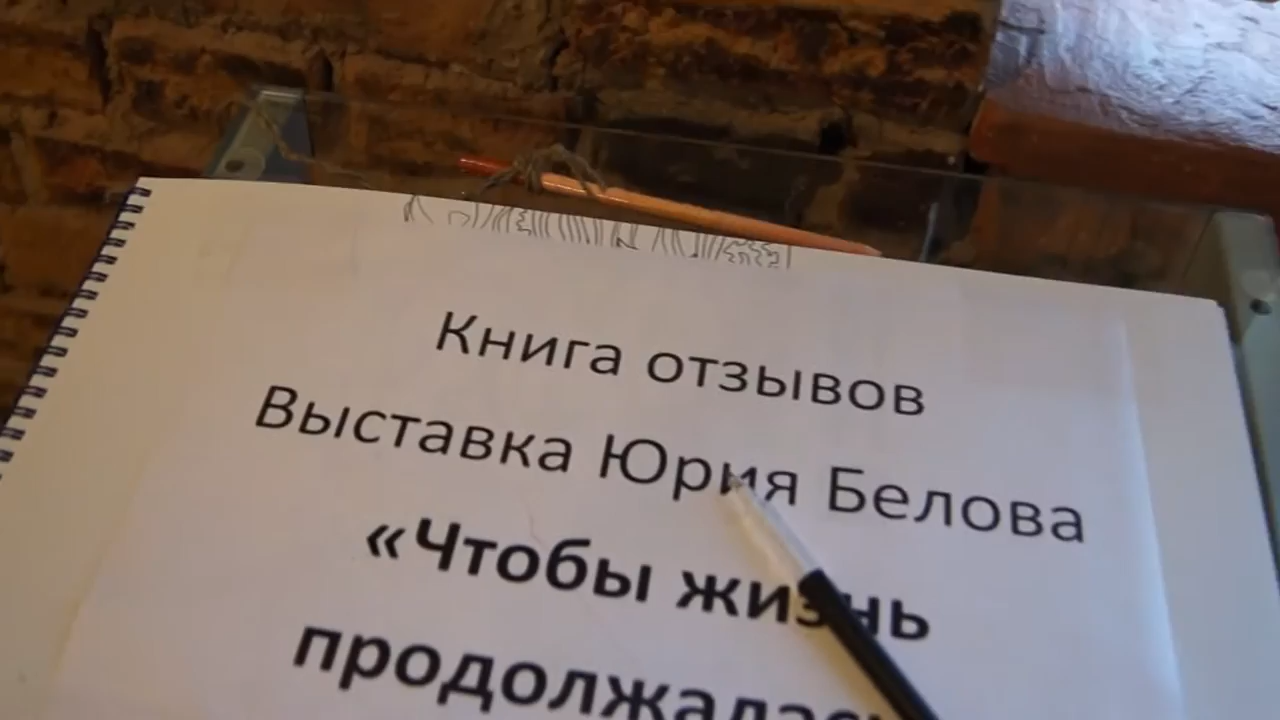 Книга отзывов
Выставка Юрия Белова
«Чтобы жизнь